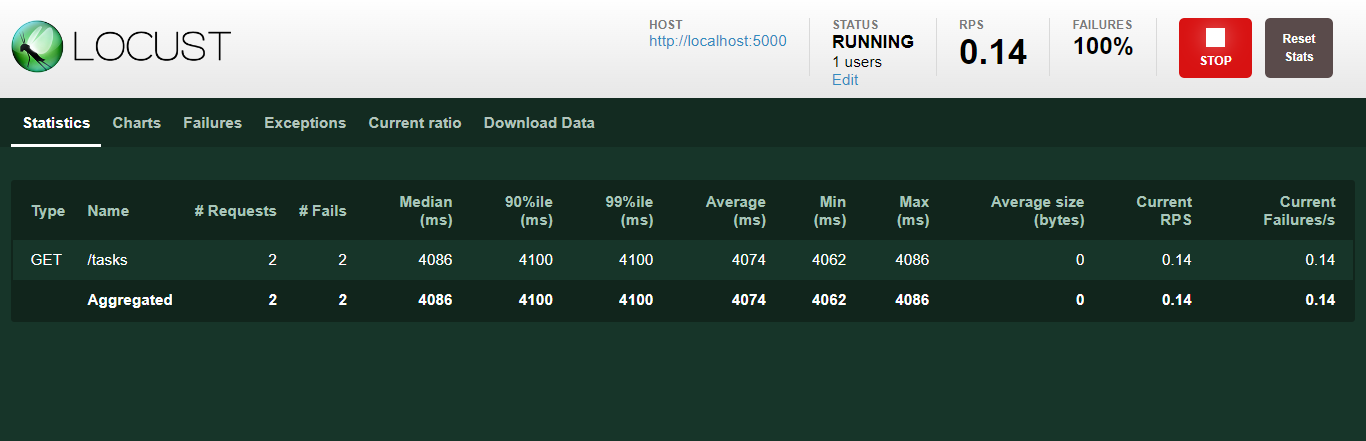 LOCUST
HOST
http://localhost:5000
STATUS
RUNNING
1 users
Edit
RPS
0.14
FAILURES
100%
STOP
Reset
Stats
Statistics Charts Failures Exceptions Current ratio Download Data
Type Name # Requests # Fails Median (ms) 90%ile (ms) 99%ile (ms) Average (ms) Min (ms) Max (ms) Average size (bytes) Current RPS Current Failures/s
GET /tasks 2 2 4086 4100 4100 4074 4062 4086 0 0.14 0.14
Aggregated 2 2 4086 4100 4100 4074 4062 4086 0 0.14 0.14